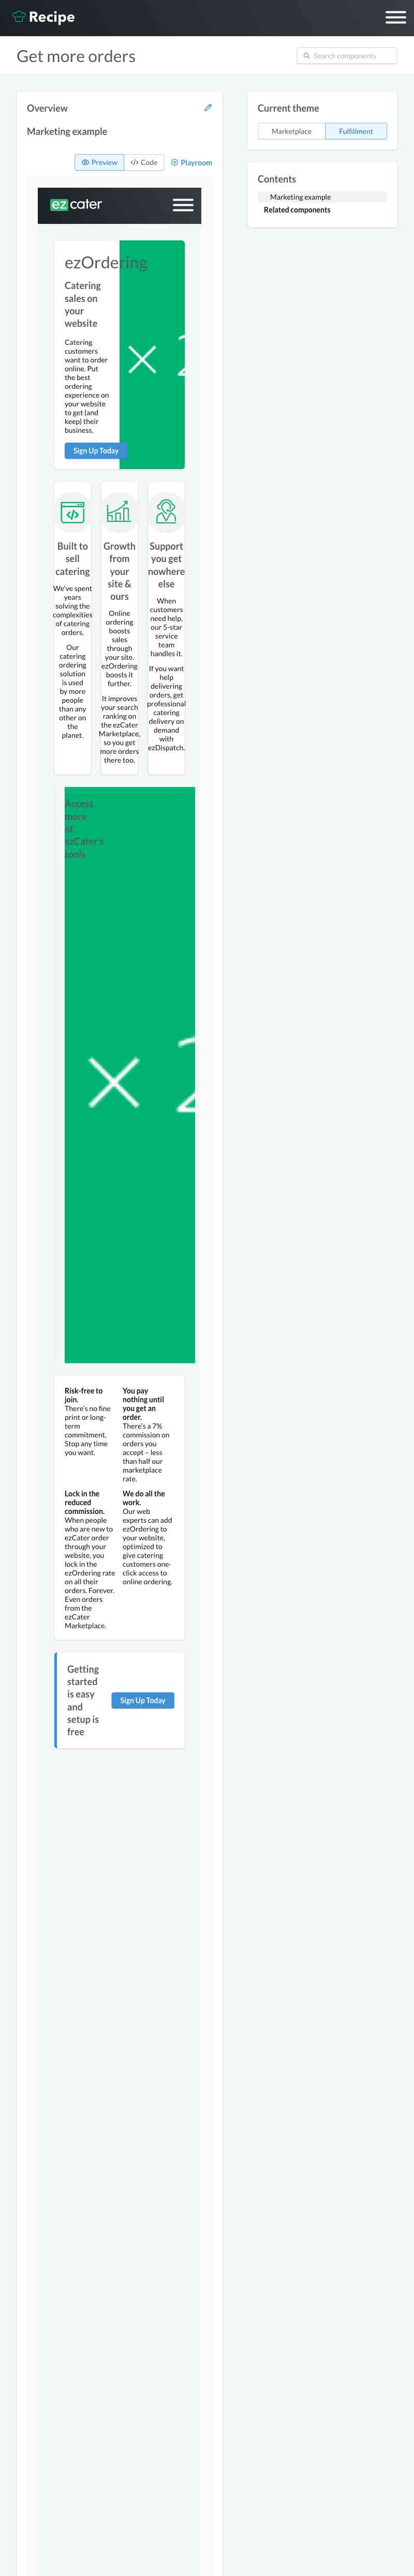 Recipe
Get more orders
Search components
Overview
Marketing example
Preview
Code
Playroom
ez cater
ezOrdering
Catering
sales on
your
website
Catering
customers
want to order
online. Put
the best
ordering
experience on
your website
to get (and
keep) their
business.
Sign Up Today
Built to
sell
catering
We've spent
years
solving the
complexities
of catering
orders.
Our
catering
ordering
solution
is used
by more
people
than any
other on
the
planet.
Growth
from
your
site &
ours
Online
ordering
boosts
sales
through
your site.
ezOrdering
boosts it
further.
It improves
your search
ranking on
the ezCater
Marketplace,
so you get
more orders
there too.
Support
you get
nowhere
else
When
customers
need help,
our 5-star
service
team
handles it.
If you want
help
delivering
orders, get
professional
catering
delivery on
demand
with
ezDispatch.
Access
more
of
ezCater's
tools
Risk-free to
join.
There's no fine
print or long-
term
commitment.
Stop any time
you want.
You pay
nothing until
you get an
order.
There's a 7%
commission on
orders you
accept – less
than half our
marketplace
rate.
Lock in the
reduced
commission.
When people
who are new to
ezCater order
through your
website, you
lock in the
ezOrdering rate
on all their
orders. Forever.
Even orders
from the
ezCater
Marketplace.
We do all the
work.
Our web
experts can add
ezOrdering to
your website,
optimized to
give catering
customers one-
click access to
online ordering.
Getting
started
is easy
and
setup is
free
Sign Up Today
Current theme
Marketplace
Fulfillment
Contents
Marketing example
Related components